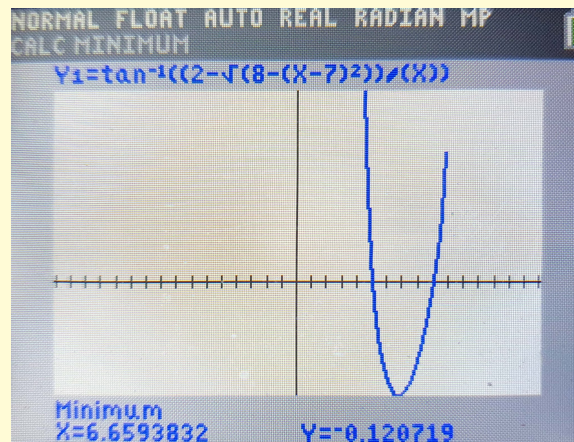 NORMAL FLOAT AUTO REAL RADIAN MP
CALC MINIMUM
Y₁=tan⁻¹((2-√(8-(X-7)²))/(X))
Minimum
X=6.6593832 Y=-0.120719